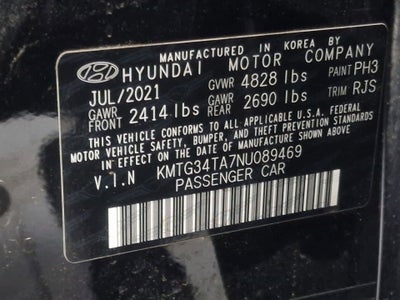 MANUFACTURED IN KOREA BY
HYUNDAI MOTOR COMPANY
JUL/2021 GVWR 4828 lbs PAINT PH3
GAWR FRONT 2414 lbs GAWR REAR 2690 lbs TRIM RJS
THIS VEHICLE CONFORMS TO ALL APPLICABLE U.S.A. FEDERAL
MOTOR VEHICLE SAFETY, BUMPER, AND THEFT PREVENTION STANDARDS
IN EFFECT ON THE DATE OF MANUFACTURE SHOWN ABOVE.
V.I.N KMTG34TA7NU089469
PASSENGER CAR